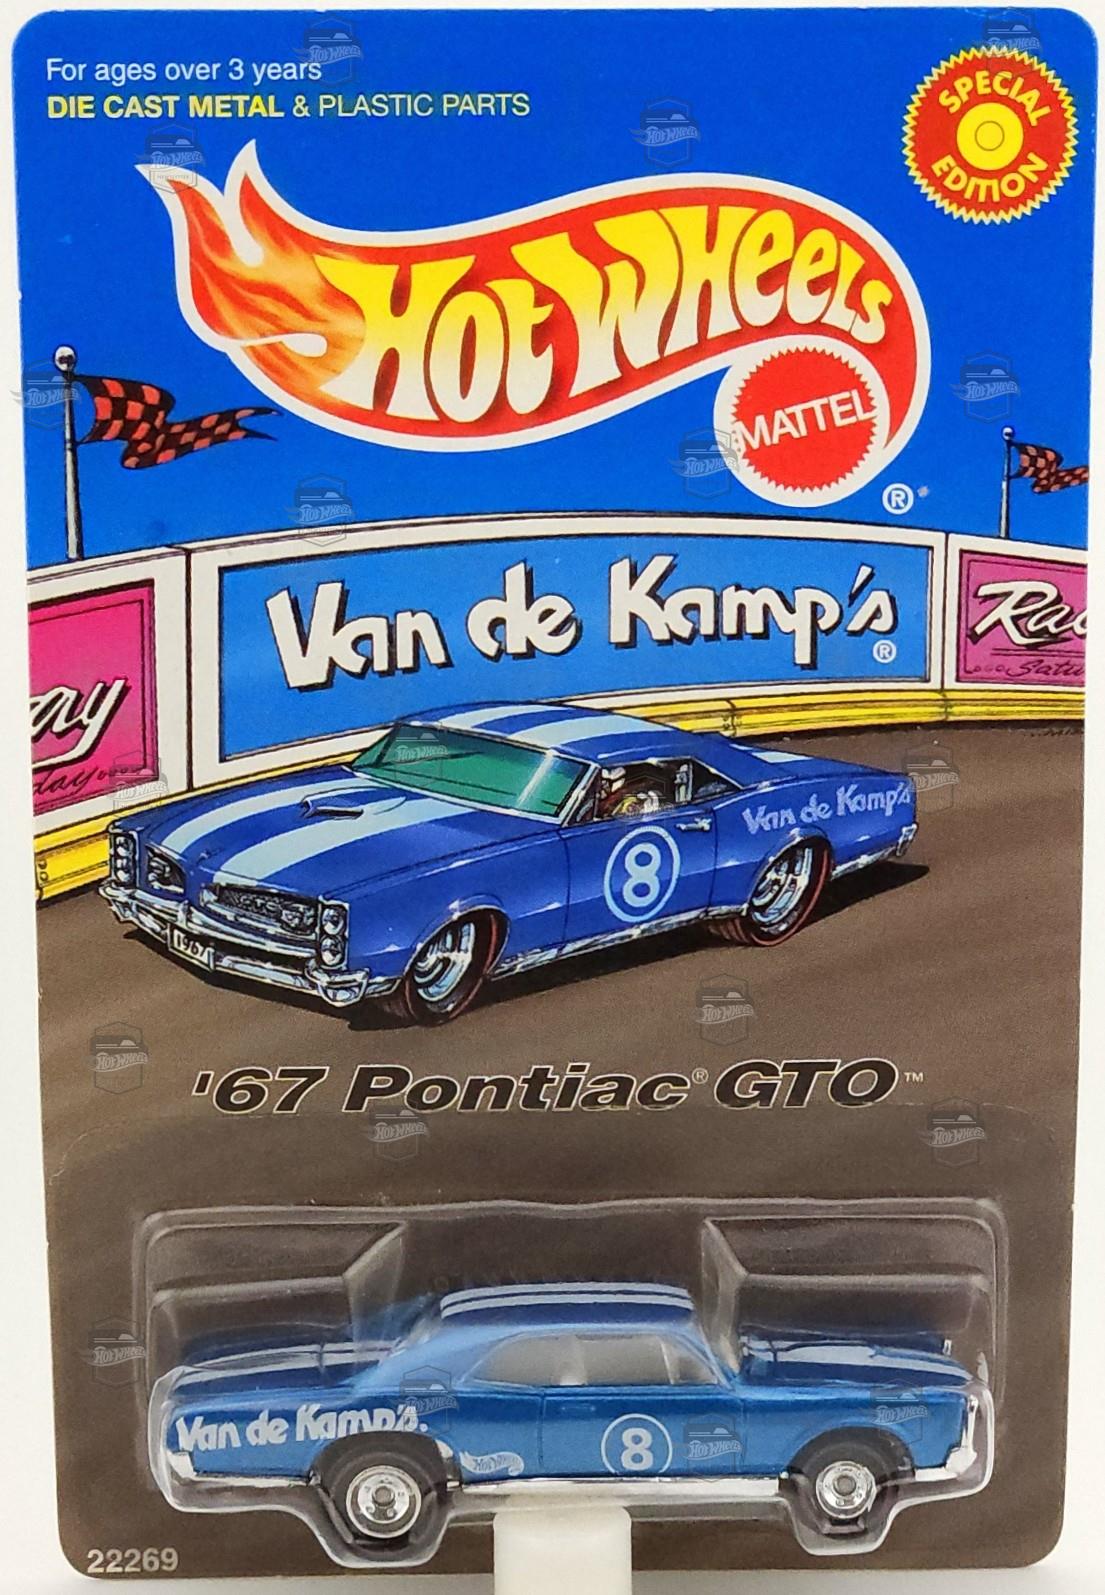 For ages over 3 years
DIE CAST METAL & PLASTIC PARTS
SPECIAL
EDITION
Hot Wheels
MATTEL
®
Van de Kamp's
®
Van de Kamp's
8
1967
'67 Pontiac® GTO™
Van de Kamp's.
Hot Wheels
8
22269